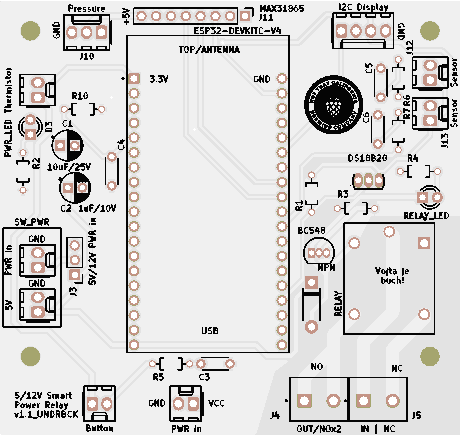 Pressure
GND
J10
+5V
MAX31865
J11
ESP32-DEVKITC-V4
I2C Display
GND
J12
Sensor
TOP/ANTENNA
3.3V
GND
Thermistor
R10
C5
C6
R7
R6
Sensor
J13
PWR_LED
D3
R2
C1
10uF/25V
C4
C2 1uF/10V
DS18B20
R4
R1
R3
RELAY_LED
SW_PWR
GND
PWR in
GND
5V
5V/12V PWR in
J3
BC548
NPN
RELAY
Vojta je
buch!
USB
R5
C3
NO
NC
5/12V Smart
Power Relay
v1.1_UNDRBCK
Button
GND
VCC
PWR in
J4
J5
OUT/NOx2
IN | NC